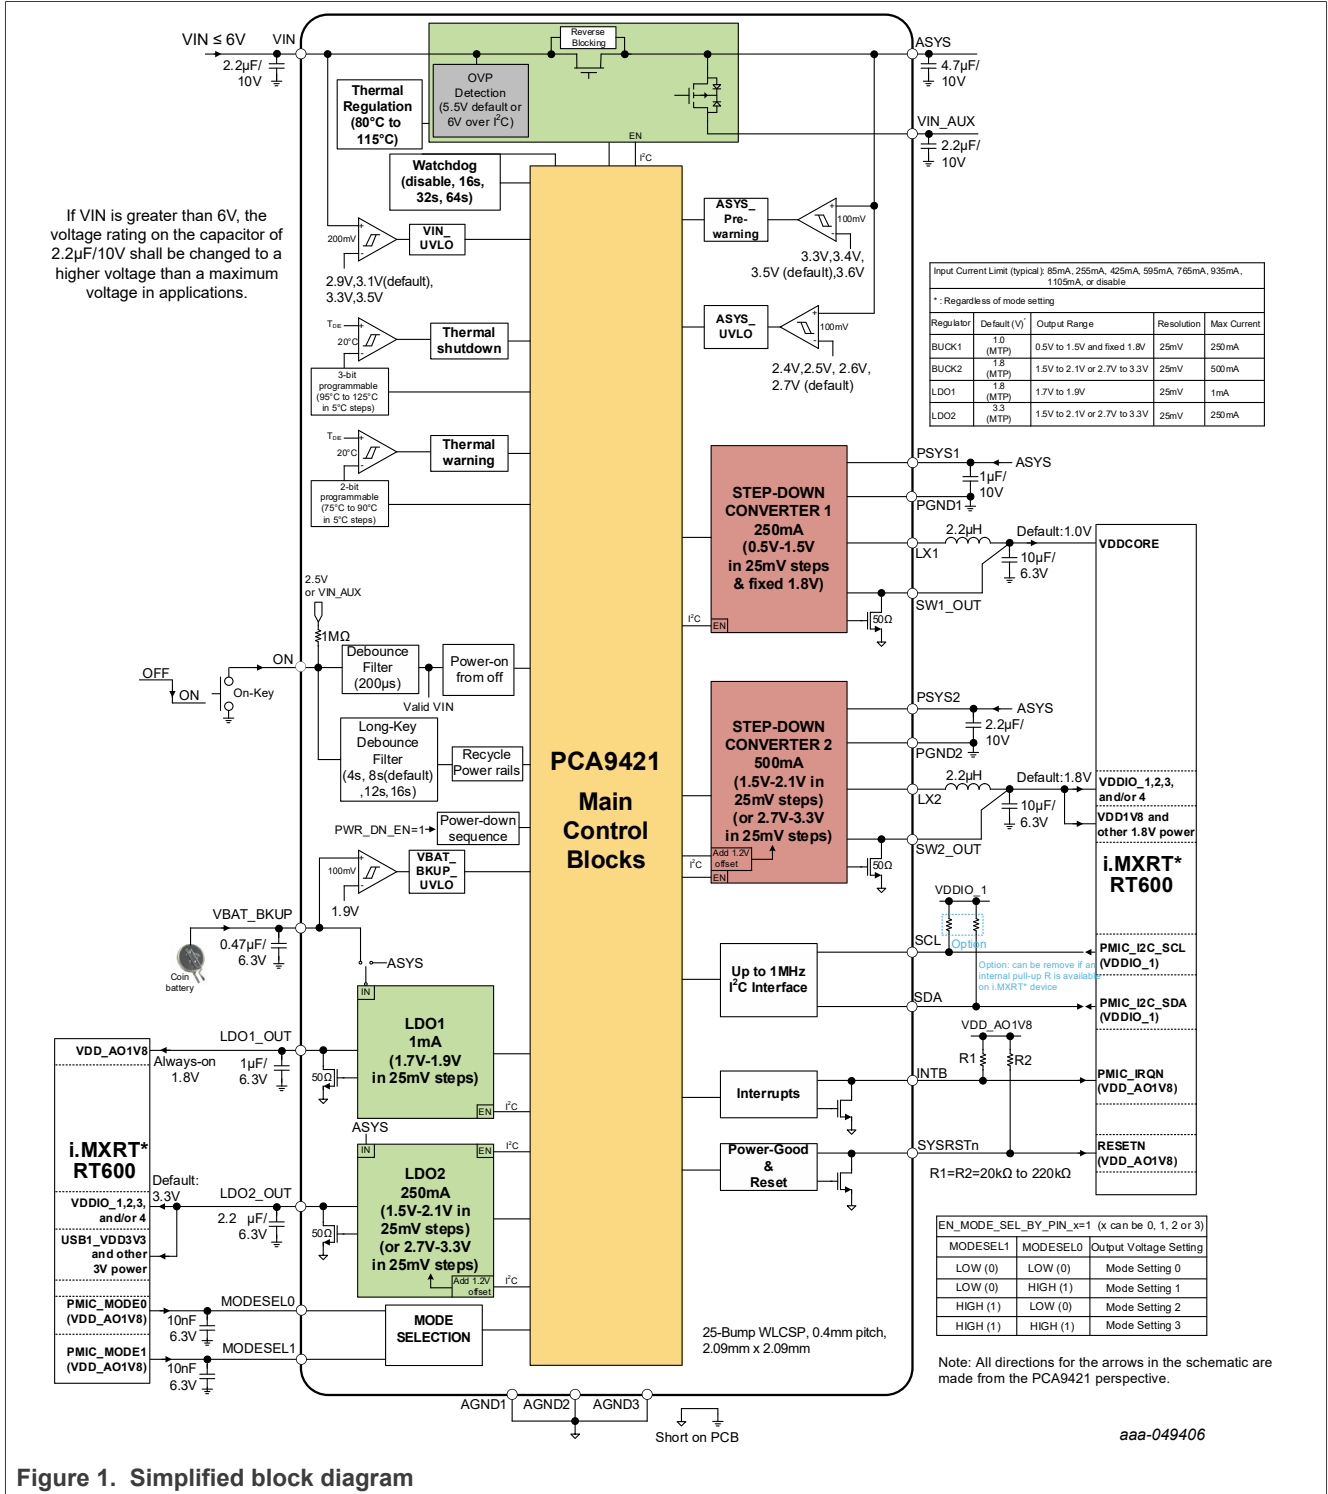 VIN ≤ 6V
VIN
2.2µF/
10V
Reverse
Blocking
OVP
Detection
(5.5V default or
6V over I²C)
Thermal
Regulation
(80°C to
115°C)
EN
I²C
ASYS
4.7µF/
10V
VIN_AUX
2.2µF/
10V
Watchdog
(disable, 16s,
32s, 64s)
If VIN is greater than 6V, the
voltage rating on the capacitor of
2.2µF/10V shall be changed to a
higher voltage than a maximum
voltage in applications.
+
200mV
-
VIN_
UVLO
2.9V,3.1V(default),
3.3V,3.5V
ASYS_
Pre-
warning
+
100mV
-
3.3V,3.4V,
3.5V (default),3.6V
TDE
+
20°C
-
Thermal
shutdown
3-bit
programmable
(95°C to 125°C
in 5°C steps)
ASYS_
UVLO
+
100mV
-
2.4V,2.5V, 2.6V,
2.7V (default)
TDE
+
20°C
-
Thermal
warning
2-bit
programmable
(75°C to 90°C
in 5°C steps)
Input Current Limit (typical): 85mA, 255mA, 425mA, 595mA, 765mA, 935mA,
1105mA, or disable
* : Regardless of mode setting
Regulator Default (V)* Output Range Resolution Max Current
BUCK1 1.0 (MTP) 0.5V to 1.5V and fixed 1.8V 25mV 250mA
BUCK2 1.8 (MTP) 1.5V to 2.1V or 2.7V to 3.3V 25mV 500mA
LDO1 1.8 (MTP) 1.7V to 1.9V 25mV 1mA
LDO2 3.3 (MTP) 1.5V to 2.1V or 2.7V to 3.3V 25mV 250mA
STEP-DOWN
CONVERTER 1
250mA
(0.5V-1.5V
in 25mV steps
& fixed 1.8V)
I²C
EN
PSYS1
ASYS
1µF/
10V
PGND1
2.2µH
LX1
Default:1.0V
10µF/
6.3V
SW1_OUT
50Ω
VDDCORE
2.5V
or VIN_AUX
1MΩ
ON
OFF
ON
On-Key
Debounce
Filter
(200µs)
Valid VIN
Power-on
from off
Long-Key
Debounce
Filter
(4s, 8s(default)
,12s,16s)
Recycle
Power rails
PWR_DN_EN=1
Power-down
sequence
PCA9421
Main
Control
Blocks
STEP-DOWN
CONVERTER 2
500mA
(1.5V-2.1V in
25mV steps)
(or 2.7V-3.3V
in 25mV steps)
Add 1.2V
offset
I²C
EN
PSYS2
ASYS
2.2µF/
10V
PGND2
2.2µH
LX2
Default:1.8V
10µF/
6.3V
SW2_OUT
50Ω
VDDIO_1,2,3,
and/or 4
VDD1V8 and
other 1.8V power
i.MXRT*
RT600
+
100mV
-
VBAT_
BKUP_
UVLO
1.9V
VBAT_BKUP
0.47µF/
6.3V
Coin
battery
ASYS
IN
LDO1
1mA
(1.7V-1.9V
in 25mV steps)
EN
I²C
LDO1_OUT
1µF/
6.3V
50Ω
VDD_AO1V8
Always-on
1.8V
Up to 1MHz
I²C Interface
VDDIO_1
SCL
Option
Option: can be remove if an
internal pull-up R is available
on i.MXRT* device
SDA
PMIC_I2C_SCL
(VDDIO_1)
PMIC_I2C_SDA
(VDDIO_1)
VDD_AO1V8
R1
R2
Interrupts
INTB
PMIC_IRQN
(VDD_AO1V8)
Power-Good
&
Reset
SYSRSTn
RESETN
(VDD_AO1V8)
R1=R2=20kΩ to 220kΩ
i.MXRT*
RT600
ASYS
IN
EN
I²C
LDO2
250mA
(1.5V-2.1V in
25mV steps)
(or 2.7V-3.3V
in 25mV steps)
Add 1.2V
offset
I²C
LDO2_OUT
2.2 µF/
6.3V
50Ω
Default:
3.3V
VDDIO_1,2,3,
and/or 4
USB1_VDD3V3
and other
3V power
PMIC_MODE0
(VDD_AO1V8)
10nF
6.3V
MODESEL0
PMIC_MODE1
(VDD_AO1V8)
10nF
6.3V
MODESEL1
MODE
SELECTION
EN_MODE_SEL_BY_PIN_x=1 (x can be 0, 1, 2 or 3)
MODESEL1 MODESEL0 Output Voltage Setting
LOW (0) LOW (0) Mode Setting 0
LOW (0) HIGH (1) Mode Setting 1
HIGH (1) LOW (0) Mode Setting 2
HIGH (1) HIGH (1) Mode Setting 3
25-Bump WLCSP, 0.4mm pitch,
2.09mm x 2.09mm
Note: All directions for the arrows in the schematic are
made from the PCA9421 perspective.
AGND1
AGND2
AGND3
Short on PCB
aaa-049406
Figure 1. Simplified block diagram